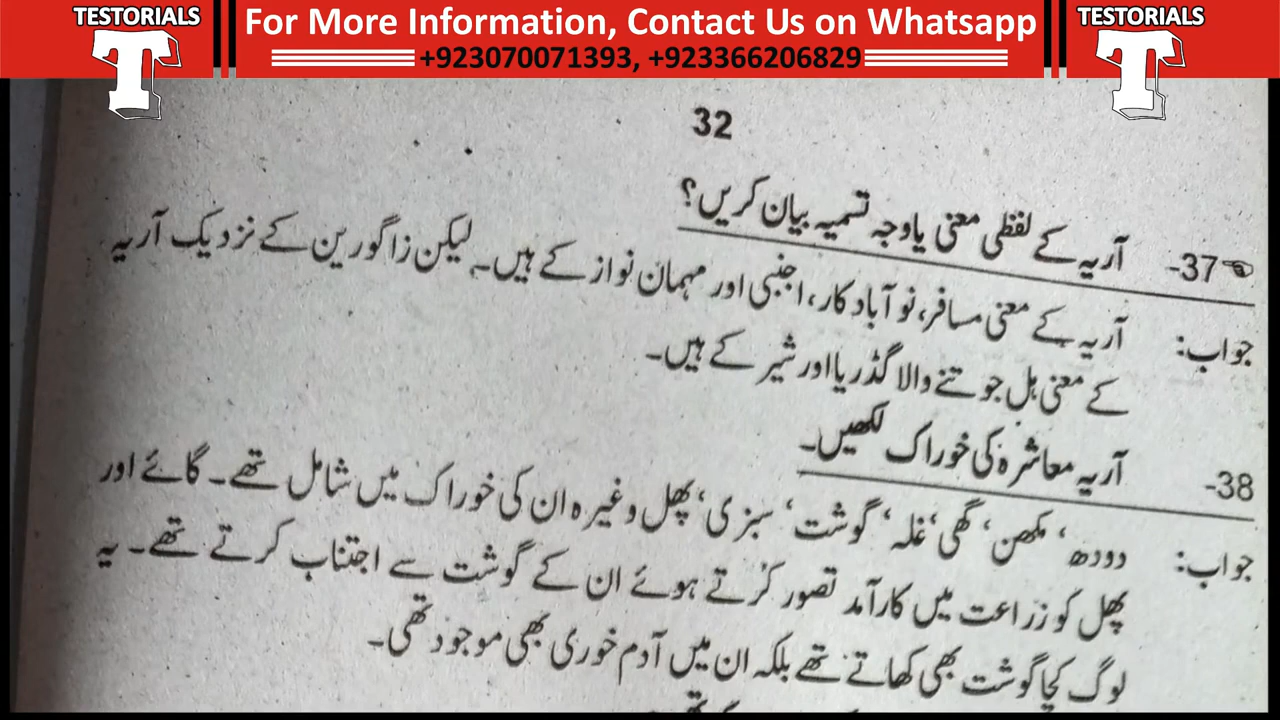 TESTORIALS
For More Information, Contact Us on Whatsapp
TESTORIALS
+923070071393, +923366206829
32
37- آریہ کے لفظی معنی یا وجہ تسمیہ بیان کریں؟
جواب: آریہ کے معنی مسافر، نو آباد کار، اجنبی اور مہمان نواز کے ہیں۔ لیکن زاگورین کے نزدیک آریہ
کے معنی ہل جوتنے والا گڈریا اور شیر کے ہیں۔
38- آریہ معاشرہ کی خوراک لکھیں۔
جواب: دودھ‘ مکھن‘ گھی‘ غلہ‘ گوشت‘ سبزی‘ پھل وغیرہ ان کی خوراک میں شامل تھے۔ گائے اور
پھل کو زراعت میں کارآمد تصور کرتے ہوئے ان کے گوشت سے اجتناب کرتے تھے۔ یہ
لوگ کچا گوشت بھی کھاتے تھے بلکہ ان میں آدم خوری بھی موجود تھی۔